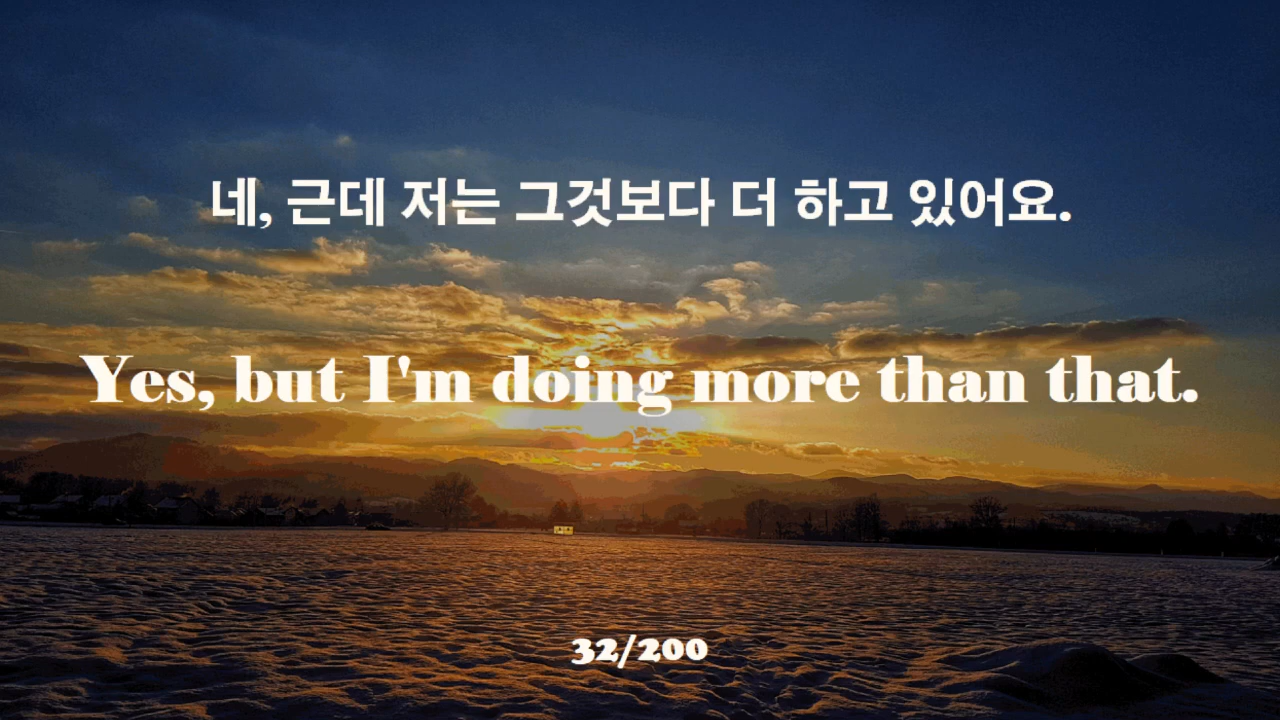 네, 근데 저는 그것보다 더 하고 있어요.
Yes, but I'm doing more than that.
32/200